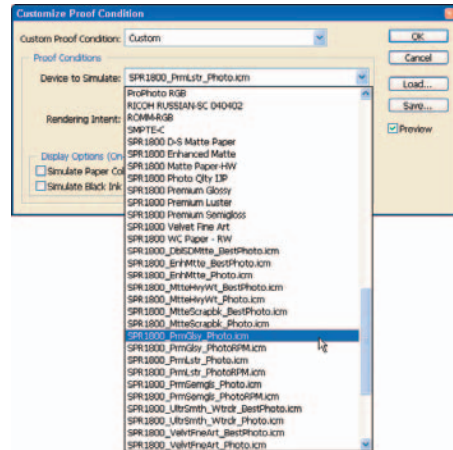 Customize Proof Condition
Custom Proof Condition: Custom
OK
Cancel
Load...
Save...
Preview
Proof Conditions
Device to Simulate: SPR1800_PrmLstr_Photo.icm
Rendering Intent:
Display Options (On
Simulate Paper Col
Simulate Black Ink
ProPhoto RGB
RICOH RUSSIAN-SC 040402
ROMM-RGB
SMPTE-C
SPR1800 D-S Matte Paper
SPR1800 Enhanced Matte
SPR1800 Matte Paper-HW
SPR1800 Photo Qlty IJP
SPR1800 Premium Glossy
SPR1800 Premium Luster
SPR1800 Premium Semigloss
SPR1800 Velvet Fine Art
SPR1800 WC Paper - RW
SPR1800_DblSDMtte_BestPhoto.icm
SPR1800_EnhMtte_BestPhoto.icm
SPR1800_EnhMtte_Photo.icm
SPR1800_MtteHvyWt_BestPhoto.icm
SPR1800_MtteHvyWt_Photo.icm
SPR1800_MtteScrapbk_BestPhoto.icm
SPR1800_MtteScrapbk_Photo.icm
SPR1800_PrmGlsy_Photo.icm
SPR1800_PrmGlsy_PhotoRPM.icm
SPR1800_PrmLstr_Photo.icm
SPR1800_PrmLstr_PhotoRPM.icm
SPR1800_PrmSemgls_Photo.icm
SPR1800_PrmSemgls_PhotoRPM.icm
SPR1800_UltrSmth_Wtrclr_BestPhoto.icm
SPR1800_VelvtFneArt_BestPhoto.icm
SPR1800_VelvtFneArt_Photo.icm